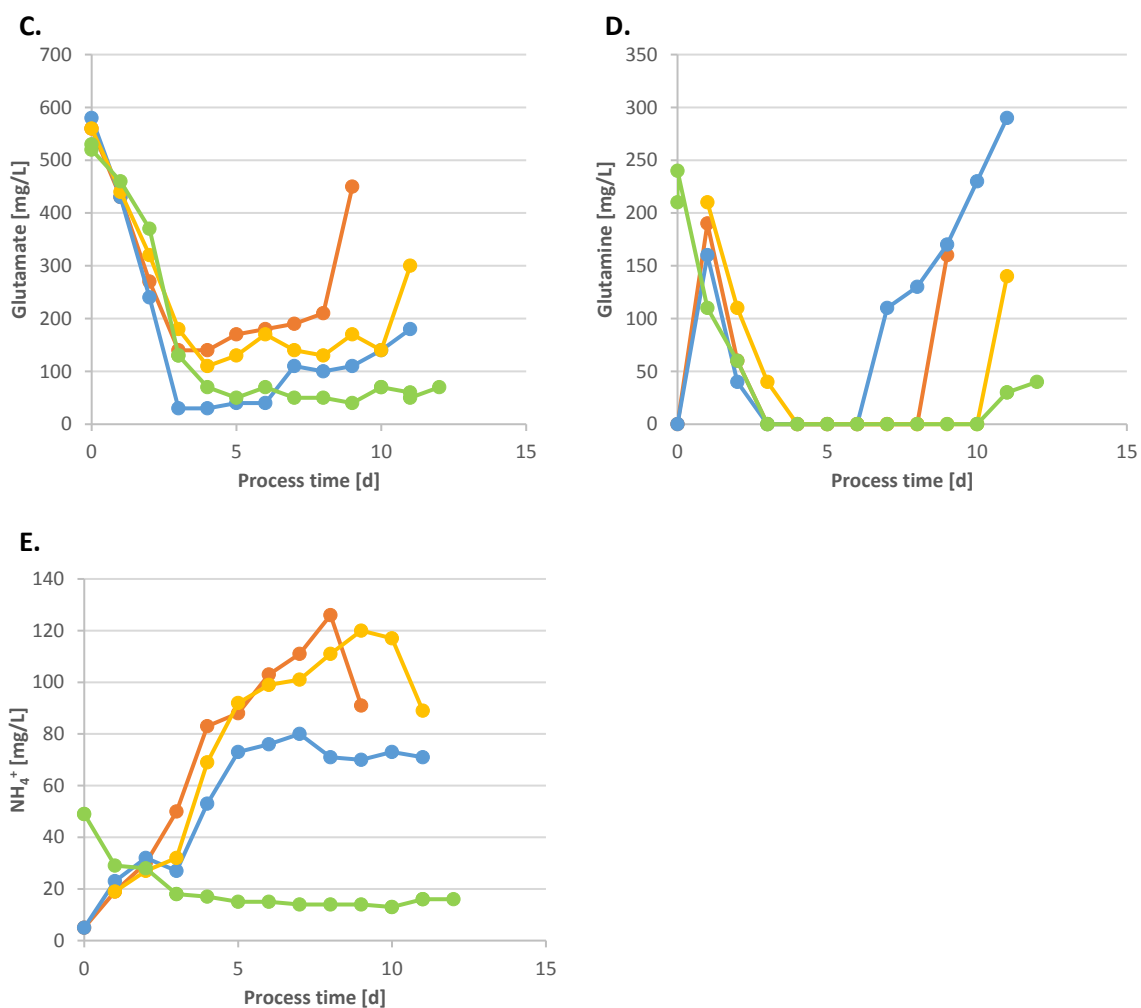 C.
700
600
500
400
300
200
100
0
Glutamate [mg/L]
0 5 10 15
Process time [d]
D.
350
300
250
200
150
100
50
0
Glutamine [mg/L]
0 5 10 15
Process time [d]
E.
140
120
100
80
60
40
20
0
NH₄⁺ [mg/L]
0 5 10 15
Process time [d]